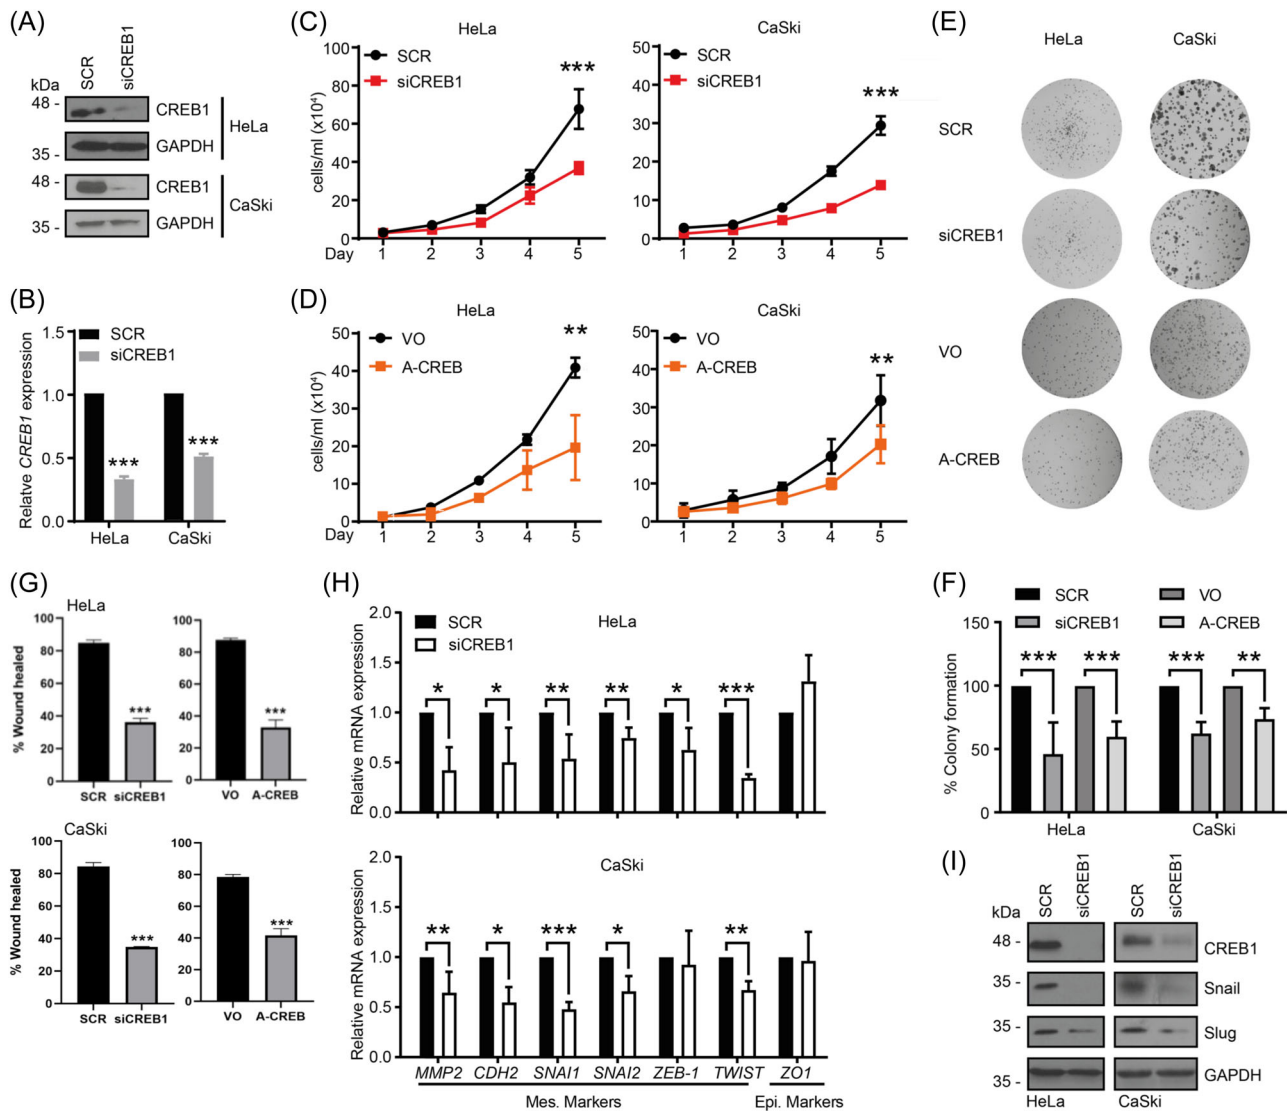 (A)
kDa
SCR
siCREB1
48 -
CREB1
GAPDH
35 -
HeLa
48 -
CREB1
35 -
GAPDH
CaSki
(B)
Relatve CREB1 expression
1.5
1.0
0.5
0.0
SCR
siCREB1
***
***
HeLa
CaSki
(C)
HeLa
cells/ml (x10⁴)
100
80
60
40
20
0
SCR
siCREB1
***
Day
1 2 3 4 5
CaSki
50
40
30
20
10
0
SCR
siCREB1
***
1 2 3 4 5
(D)
HeLa
cells/ml (x10⁴)
50
40
30
20
10
0
VO
A-CREB
**
Day
1 2 3 4 5
CaSki
50
40
30
20
10
0
VO
A-CREB
**
1 2 3 4 5
(E)
HeLa
CaSki
SCR
siCREB1
VO
A-CREB
(F)
SCR
siCREB1
VO
A-CREB
% Colony formation
150
100
50
0
*** *** *** **
HeLa
CaSki
(G)
HeLa
% Wound healed
100
80
60
40
20
0
***
SCR siCREB1
100
80
60
40
20
0
***
VO A-CREB
CaSki
% Wound healed
100
80
60
40
20
0
***
SCR siCREB1
100
80
60
40
20
0
***
VO A-CREB
(H)
HeLa
Relative mRNA expression
2.0
1.5
1.0
0.5
0.0
SCR
siCREB1
* * ** ** * ***
CaSki
Relative mRNA expression
2.0
1.5
1.0
0.5
0.0
** * *** * **
MMP2 CDH2 SNAI1 SNAI2 ZEB-1 TWIST ZO1
Mes. Markers
Epi. Markers
(I)
kDa
SCR
siCREB1
SCR
siCREB1
48 -
CREB1
35 -
Snail
35 -
Slug
35 -
GAPDH
HeLa
CaSki